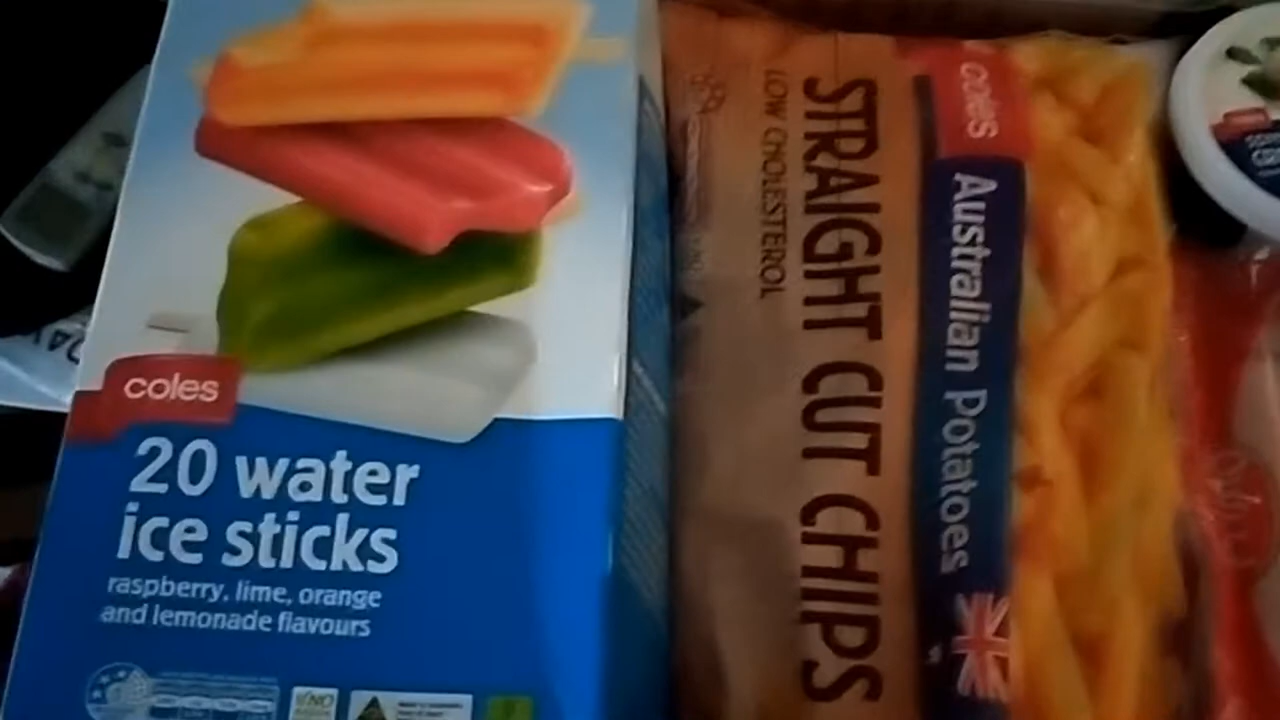 coles
20 water
ice sticks
raspberry, lime, orange
and lemonade flavours
coles
Australian Potatoes
STRAIGHT CUT CHIPS
LOW CHOLESTEROL